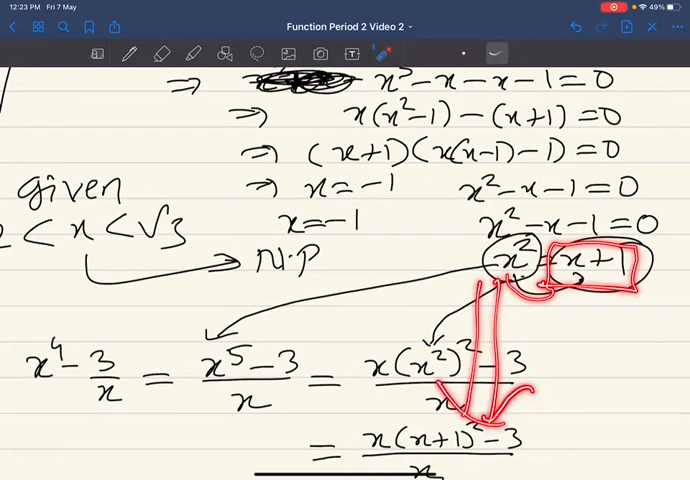 12:23 PM Fri 7 May
49%
Function Period 2 Video 2
⇒ x³ - x - x - 1 = 0
⇒ x(x² - 1) - (x + 1) = 0
⇒ (x + 1)(x(x - 1) - 1) = 0
given ⇒ x = -1 x² - x - 1 = 0
< x < √3 x = -1 x² - x - 1 = 0
N.P x² = x + 1
x⁴ - 3/x = (x⁵ - 3)/x = (x(x²)² - 3)/x
= (x(x + 1)² - 3)/x